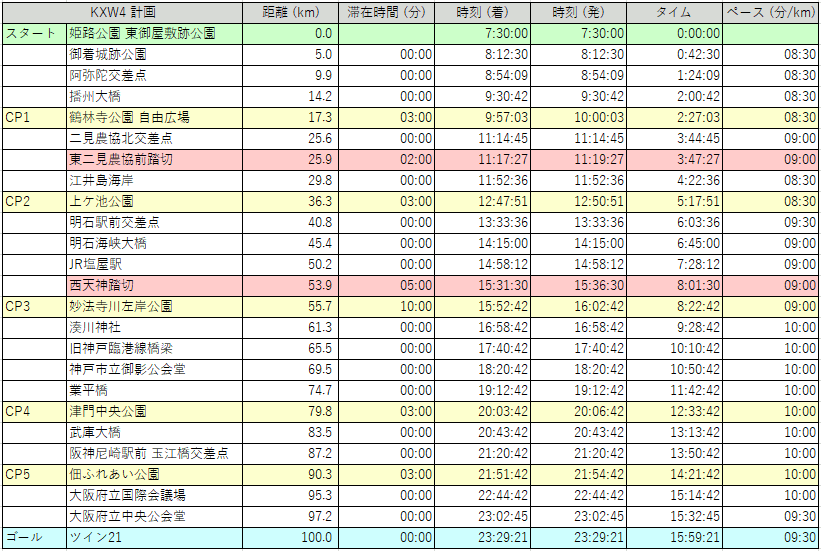 KXW4 計画 距離 (km) 滞在時間 (分) 時刻 (着) 時刻 (発) タイム ペース (分/km)
スタート 姫路公園 東御屋敷跡公園 0.0 7:30:00 7:30:00 0:00:00
御着城跡公園 5.0 00:00 8:12:30 8:12:30 0:42:30 08:30
阿弥陀交差点 9.9 00:00 8:54:09 8:54:09 1:24:09 08:30
播州大橋 14.2 00:00 9:30:42 9:30:42 2:00:42 08:30
CP1 鶴林寺公園 自由広場 17.3 03:00 9:57:03 10:00:03 2:27:03 08:30
二見農協北交差点 25.6 00:00 11:14:45 11:14:45 3:44:45 09:00
東二見農協前踏切 25.9 02:00 11:17:27 11:19:27 3:47:27 09:00
江井島海岸 29.8 00:00 11:52:36 11:52:36 4:22:36 08:30
CP2 上ケ池公園 36.3 03:00 12:47:51 12:50:51 5:17:51 08:30
明石駅前交差点 40.8 00:00 13:33:36 13:33:36 6:03:36 09:30
明石海峡大橋 45.4 00:00 14:15:00 14:15:00 6:45:00 09:00
JR塩屋駅 50.2 00:00 14:58:12 14:58:12 7:28:12 09:00
西天神踏切 53.9 05:00 15:31:30 15:36:30 8:01:30 09:00
CP3 妙法寺川左岸公園 55.7 10:00 15:52:42 16:02:42 8:22:42 09:00
湊川神社 61.3 00:00 16:58:42 16:58:42 9:28:42 10:00
旧神戸臨港線橋梁 65.5 00:00 17:40:42 17:40:42 10:10:42 10:00
神戸市立御影公会堂 69.5 00:00 18:20:42 18:20:42 10:50:42 10:00
業平橋 74.7 00:00 19:12:42 19:12:42 11:42:42 10:00
CP4 津門中央公園 79.8 03:00 20:03:42 20:06:42 12:33:42 10:00
武庫大橋 83.5 00:00 20:43:42 20:43:42 13:13:42 10:00
阪神尼崎駅前 玉江橋交差点 87.2 00:00 21:20:42 21:20:42 13:50:42 10:00
CP5 佃ふれあい公園 90.3 03:00 21:51:42 21:54:42 14:21:42 10:00
大阪府立国際会議場 95.3 00:00 22:44:42 22:44:42 15:14:42 10:00
大阪府立中央公会堂 97.2 00:00 23:02:45 23:02:45 15:32:45 09:30
ゴール ツイン21 100.0 00:00 23:29:21 23:29:21 15:59:21 09:30